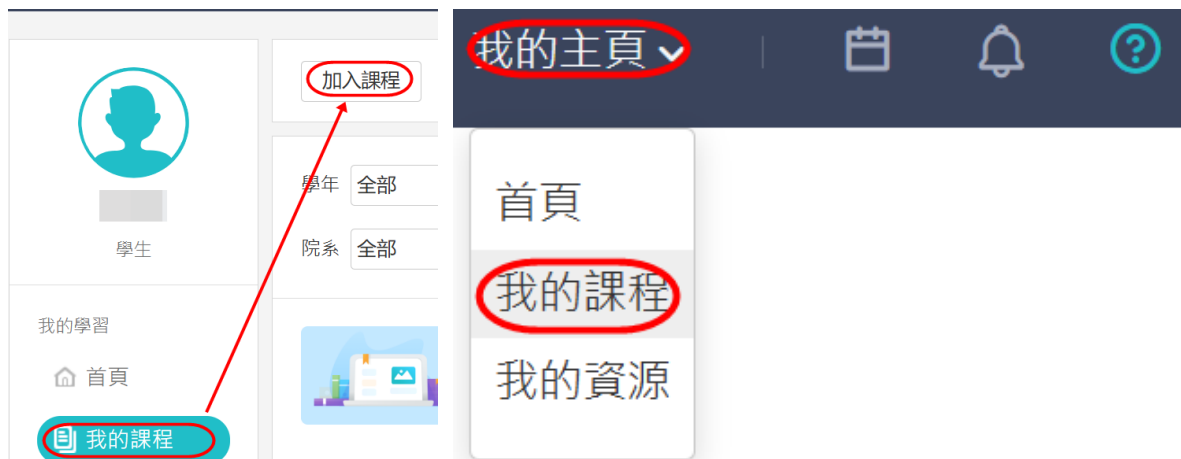 加入課程
學年 全部
院系 全部
學生
我的學習
首頁
我的課程
我的主頁
首頁
我的課程
我的資源